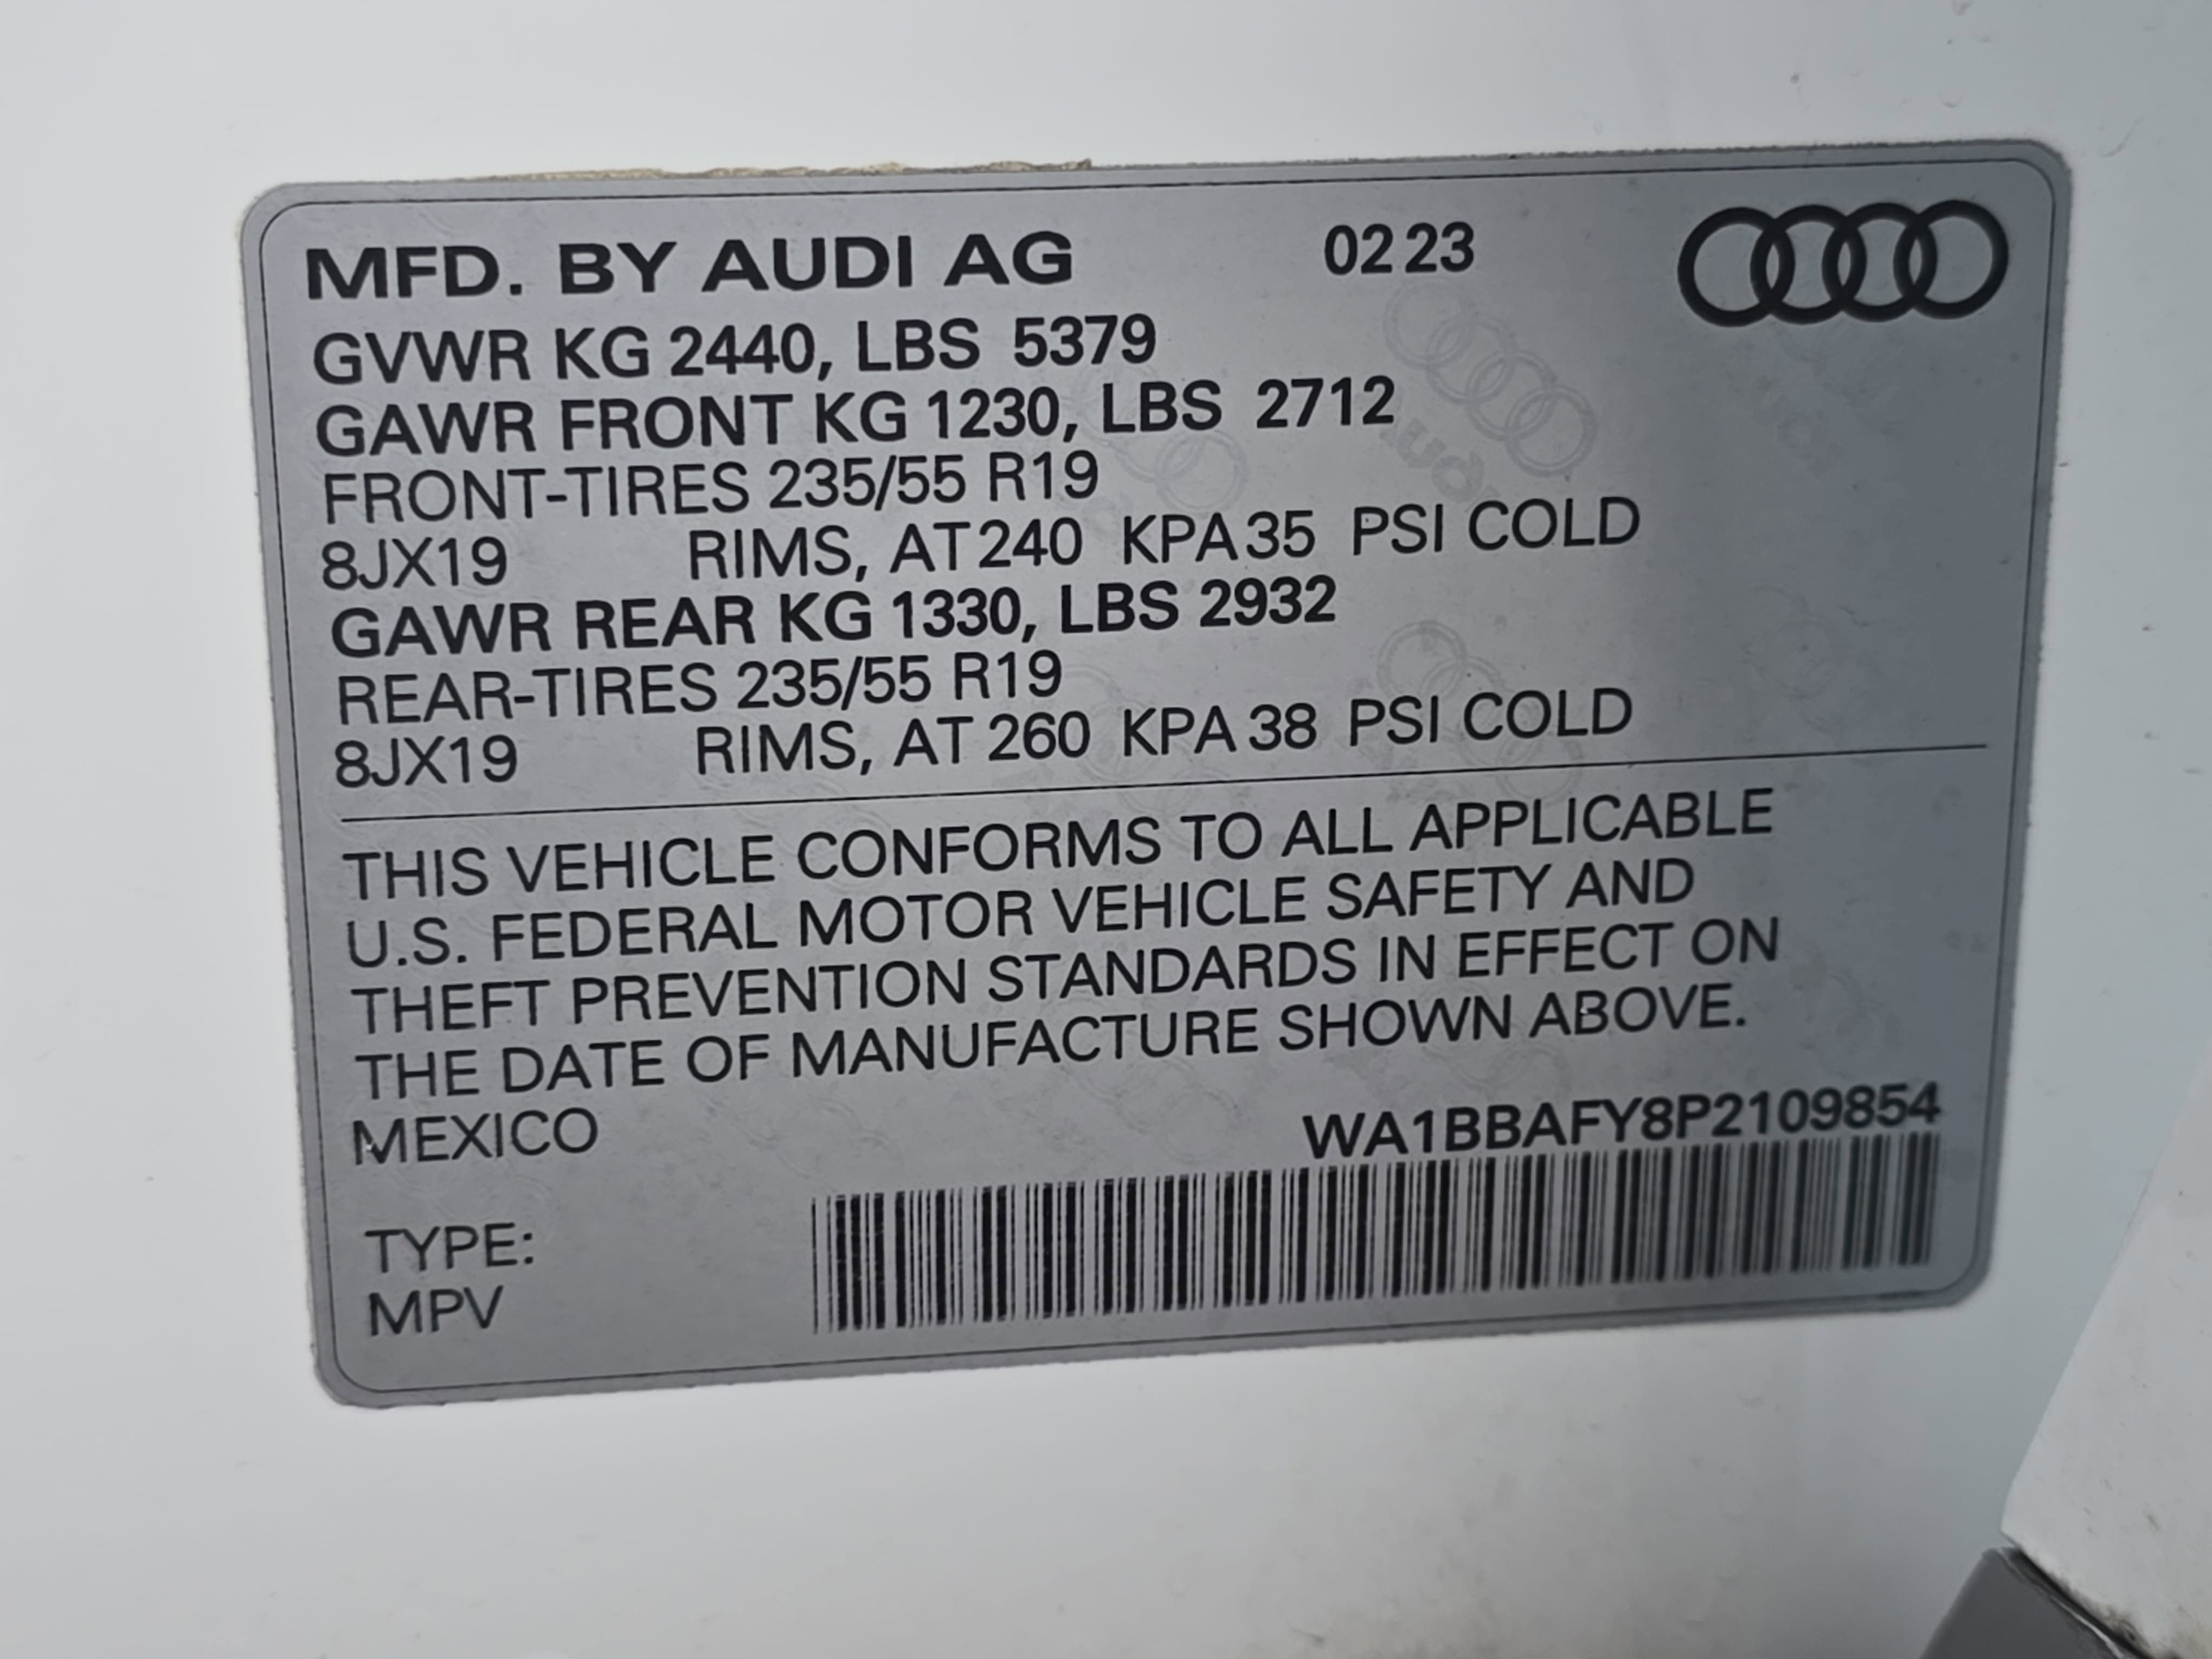 MFD. BY AUDI AG 02 23
GVWR KG 2440, LBS 5379
GAWR FRONT KG 1230, LBS 2712
FRONT-TIRES 235/55 R19
8JX19 RIMS, AT 240 KPA 35 PSI COLD
GAWR REAR KG 1330, LBS 2932
REAR-TIRES 235/55 R19
8JX19 RIMS, AT 260 KPA 38 PSI COLD
THIS VEHICLE CONFORMS TO ALL APPLICABLE
U.S. FEDERAL MOTOR VEHICLE SAFETY AND
THEFT PREVENTION STANDARDS IN EFFECT ON
THE DATE OF MANUFACTURE SHOWN ABOVE.
MEXICO WA1BBAFY8P2109854
TYPE:
MPV